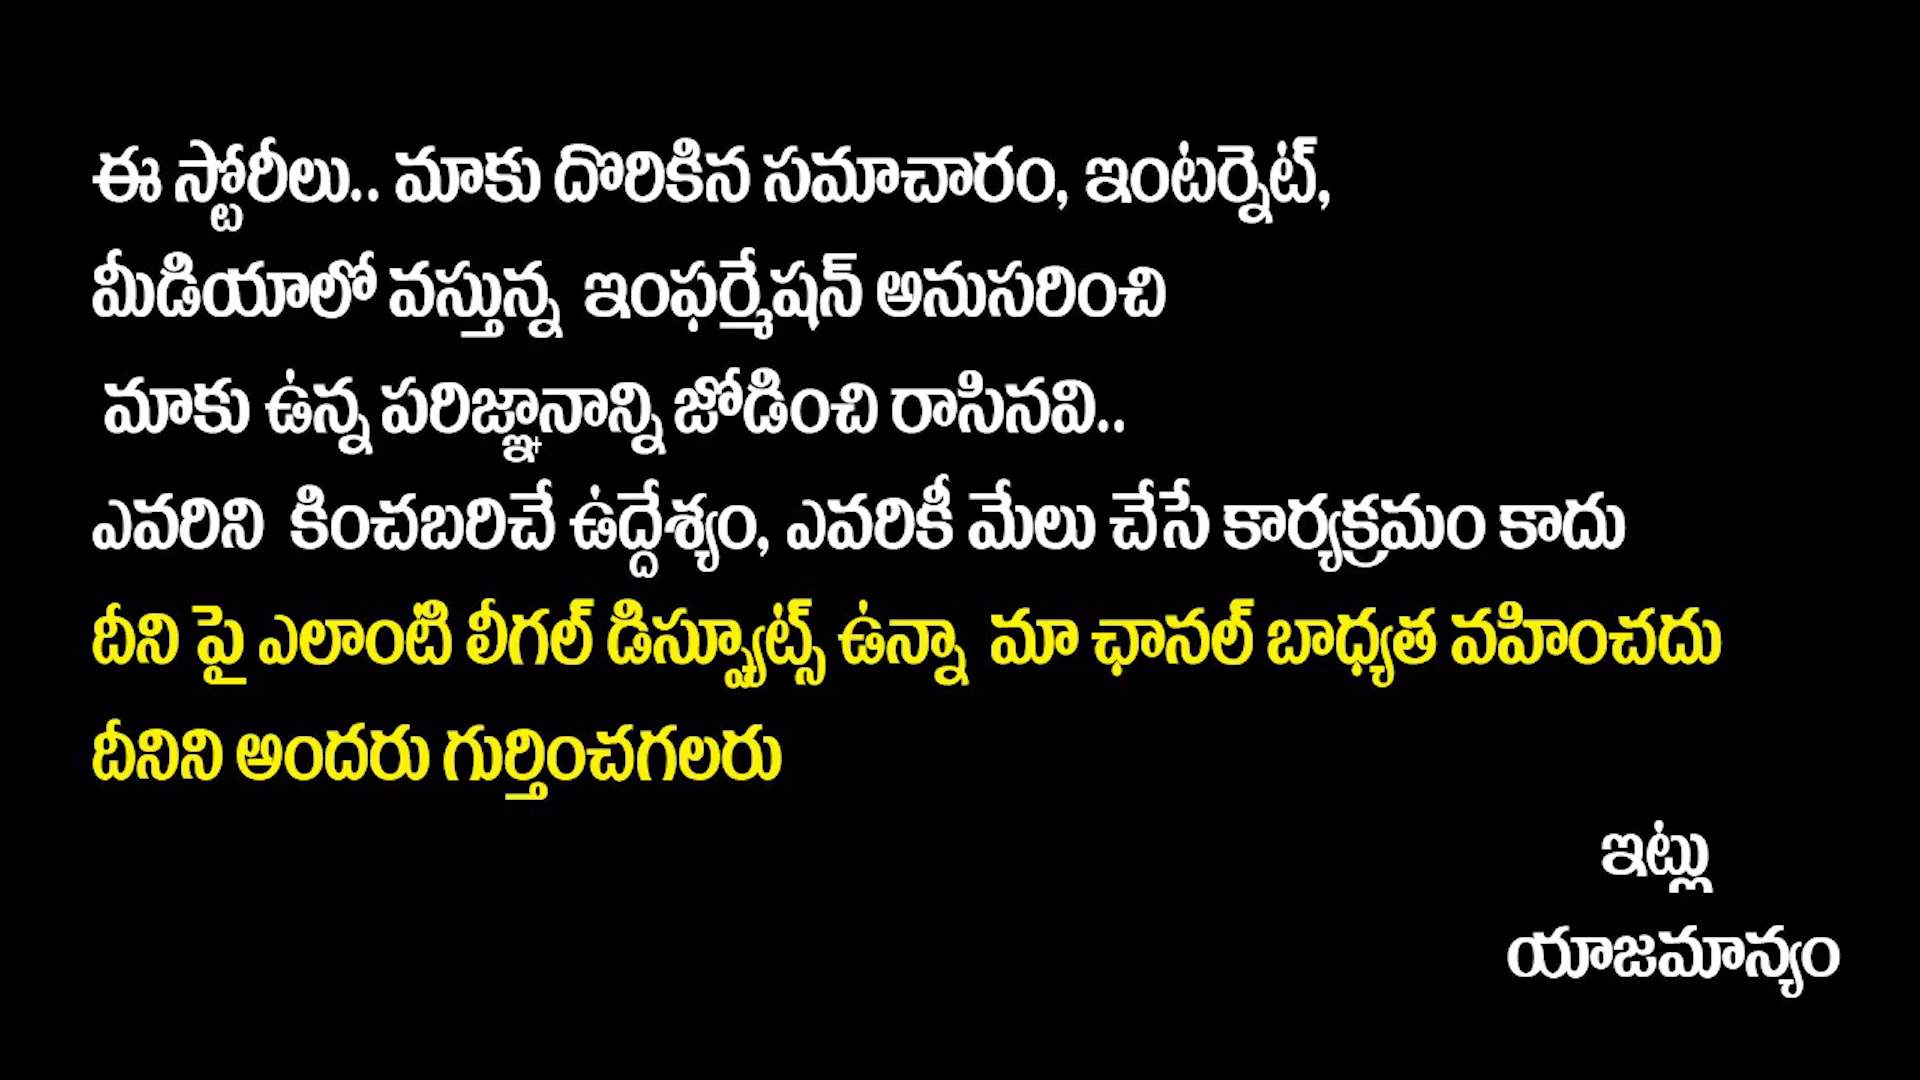 ఈ స్టోరీలు.. మాకు దొరికిన సమాచారం, ఇంటర్నెట్,
మీడియాలో వస్తున్న ఇంఫర్మేషన్ అనుసరించి
మాకు ఉన్న పరిజ్ఞానాన్ని జోడించి రాసినవి..
ఎవరిని కించబరిచే ఉద్దేశ్యం, ఎవరికీ మేలు చేసే కార్యక్రమం కాదు
దీని పై ఎలాంటి లీగల్ డిస్ప్యూట్స్ ఉన్నా మా ఛానల్ బాధ్యత వహించదు
దీనిని అందరు గుర్తించగలరు
ఇట్లు
యాజమాన్యం